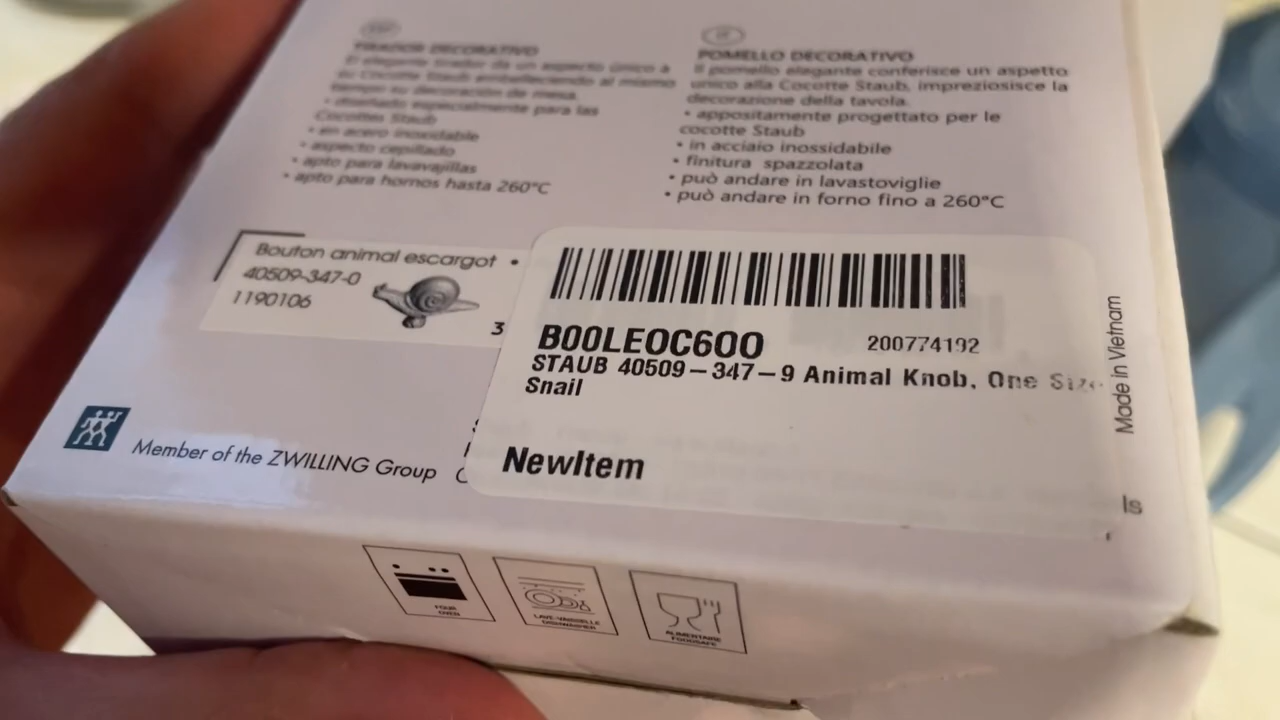 TIRADOR DECORATIVO
El elegante tirador da un aspecto único a
su Cocotte Staub embelleciendo al mismo
tiempo su decoración de mesa.
• diseñado especialmente para las
Cocottes Staub
• en acero inoxidable
• aspecto cepillado
• apto para lavavajillas
• apto para hornos hasta 260°C
IT
POMELLO DECORATIVO
Il pomello elegante conferisce un aspetto
unico alla Cocotte Staub, impreziosisce la
decorazione della tavola.
• appositamente progettato per le
cocotte Staub
• in acciaio inossidabile
• finitura spazzolata
• può andare in lavastoviglie
• può andare in forno fino a 260°C
Bouton animal escargot •
40509-347-0
1190106
3
B00LEOC6OO
200774192
STAUB 40509-347-9 Animal Knob, One Size
Snail
NewItem
Made in Vietnam
Is
Member of the ZWILLING Group
FOUR
OVEN
LAVE-VAISSELLE
DISHWASHER
ALIMENTAIRE
FOODSAFE